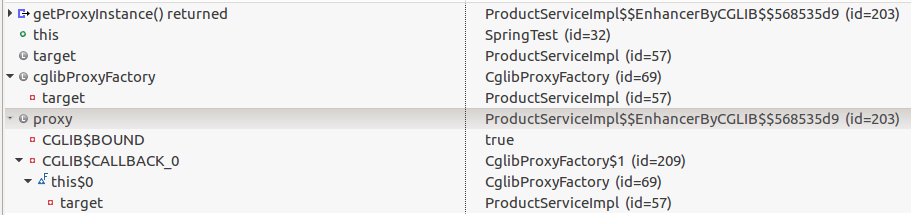 getProxyInstance() returned ProductServiceImpl$$EnhancerByCGLIB$$568535d9 (id=203)
this SpringTest (id=32)
target ProductServiceImpl (id=57)
cglibProxyFactory CglibProxyFactory (id=69)
target ProductServiceImpl (id=57)
proxy ProductServiceImpl$$EnhancerByCGLIB$$568535d9 (id=203)
CGLIB$BOUND true
CGLIB$CALLBACK_0 CglibProxyFactory$1 (id=209)
this$0 CglibProxyFactory (id=69)
target ProductServiceImpl (id=57)